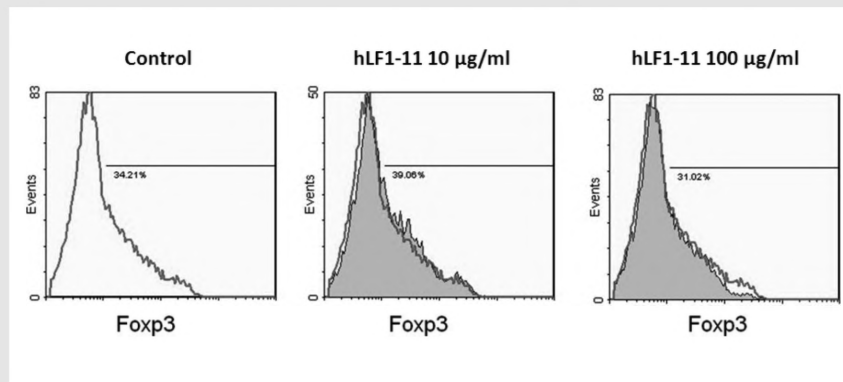 Control
hLF1-11 10 µg/ml
hLF1-11 100 µg/ml
83
Events
0
34.21%
Foxp3
50
Events
0
39.06%
Foxp3
83
Events
0
31.02%
Foxp3